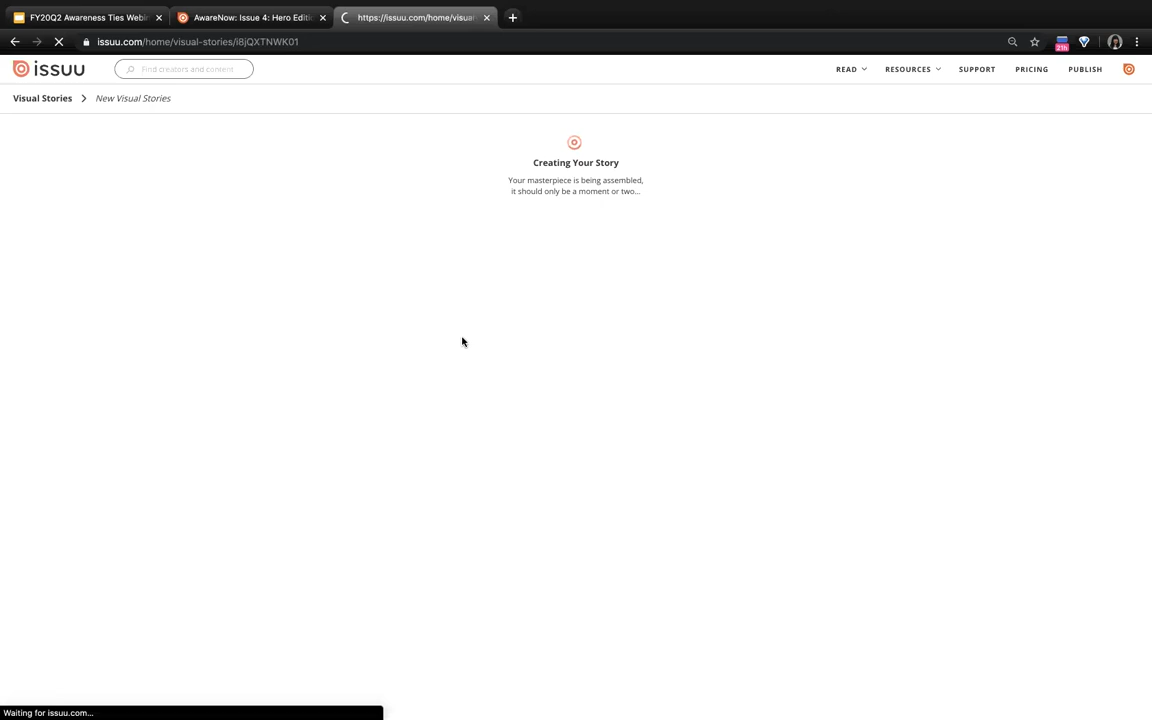 FY20Q2 Awareness Ties Webin
AwareNow: Issue 4: Hero Editi
https://issuu.com/home/visual
issuu.com/home/visual-stories/i8jQXTNWK01
21h
issuu
Find creators and content
READ
RESOURCES
SUPPORT
PRICING
PUBLISH
Visual Stories
New Visual Stories
Creating Your Story
Your masterpiece is being assembled,
it should only be a moment or two...
Waiting for issuu.com...